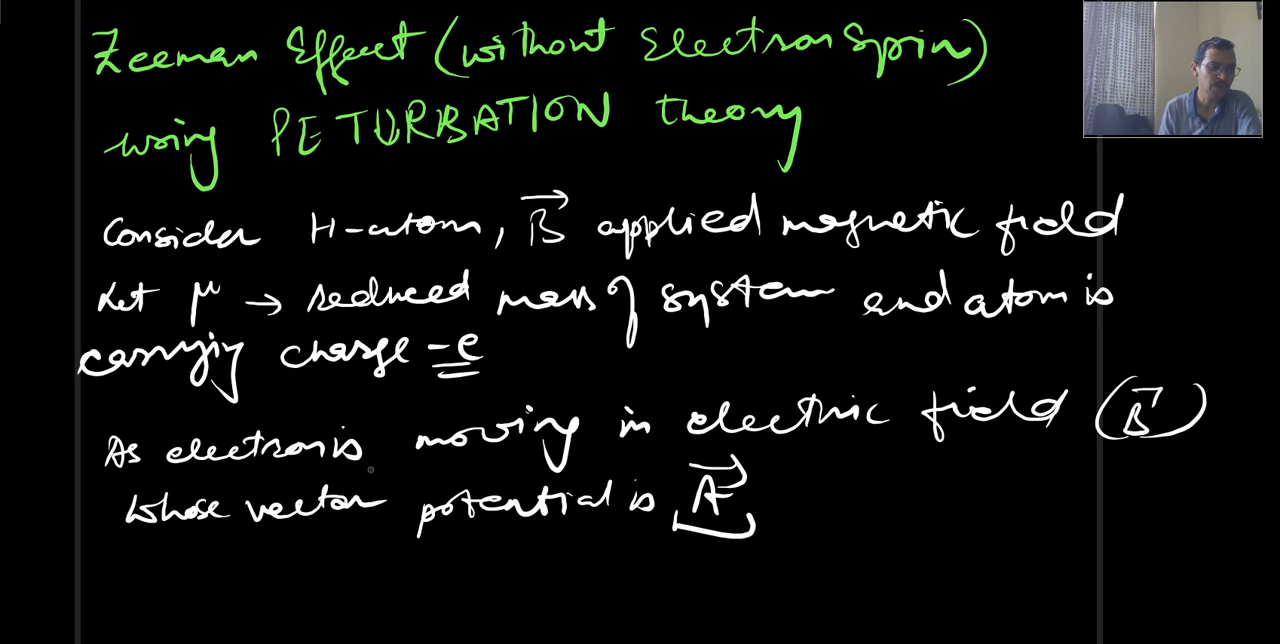 Zeeman Effect (without Electron Spin)
using PETURBATION theory
Consider H-atom, B applied magnetic field
Let μ → reduced mass of system and atom is
carrying charge -e
As electron is moving in electric field (B)
whose vector potential is A